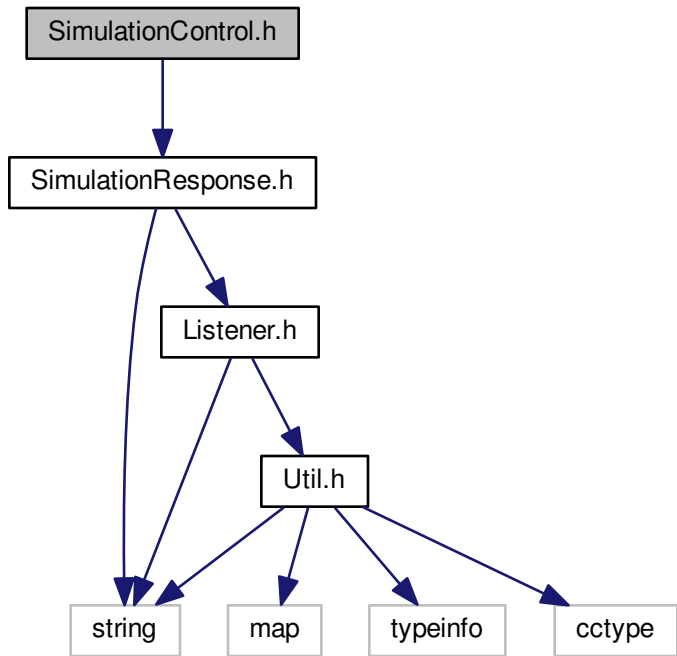 SimulationControl.h
SimulationResponse.h
Listener.h
Util.h
string
map
typeinfo
cctype